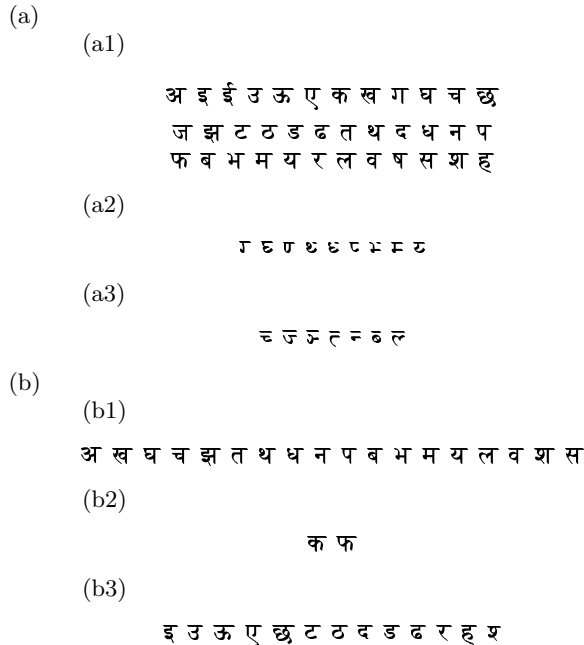 (a)
(a1)
अ इ ई उ ऊ ए क ख ग घ च छ
ज झ ट ठ ड ढ त थ द ध न प
फ ब भ म य र ल व ष स श ह
(a2)
ग्‍ घ्‍ ण्‍ थ्‍ ध्‍ प्‍ भ्‍ म्‍ य्‍
(a3)
च्‍ ज्‍ ञ्‍ त्‍ न्‍ ब्‍ ल्‍
(b)
(b1)
अ ख घ च झ त थ ध न प ब भ म य ल व श स
(b2)
क फ
(b3)
इ उ ऊ ए छ ट ठ द ड ढ र ह श्‍